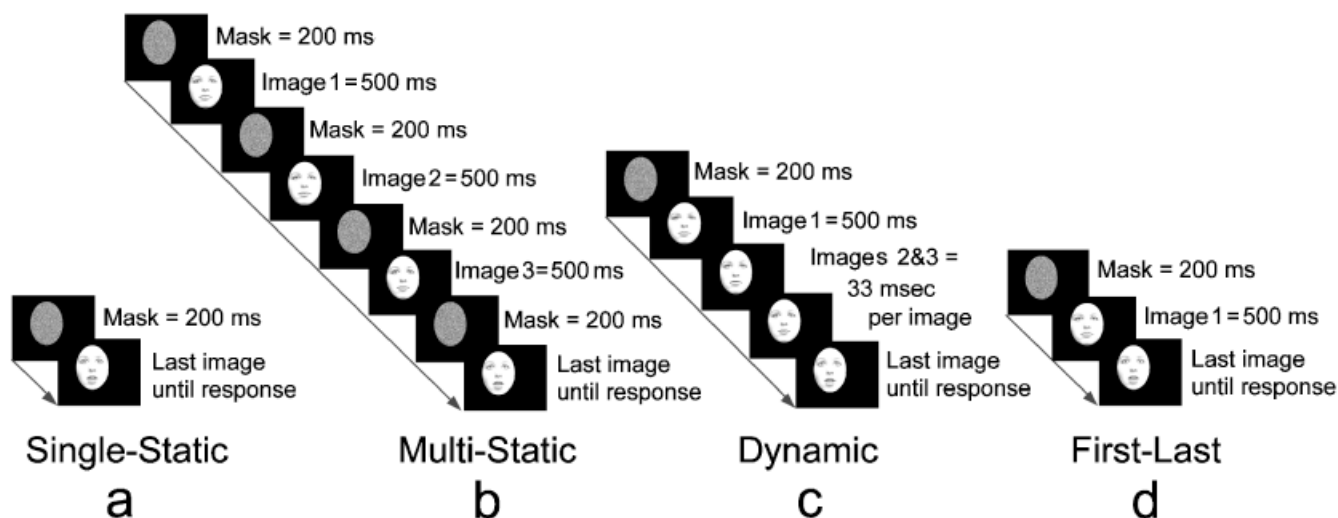 Mask = 200 ms
Image 1 = 500 ms
Mask = 200 ms
Image 2 = 500 ms
Mask = 200 ms
Image 3 = 500 ms
Mask = 200 ms
Last image
until response
Mask = 200 ms
Last image
until response
Mask = 200 ms
Image 1 = 500 ms
Images 2&3 =
33 msec
per image
Last image
until response
Mask = 200 ms
Image 1 = 500 ms
Last image
until response
Single-Static
Multi-Static
Dynamic
First-Last
a
b
c
d